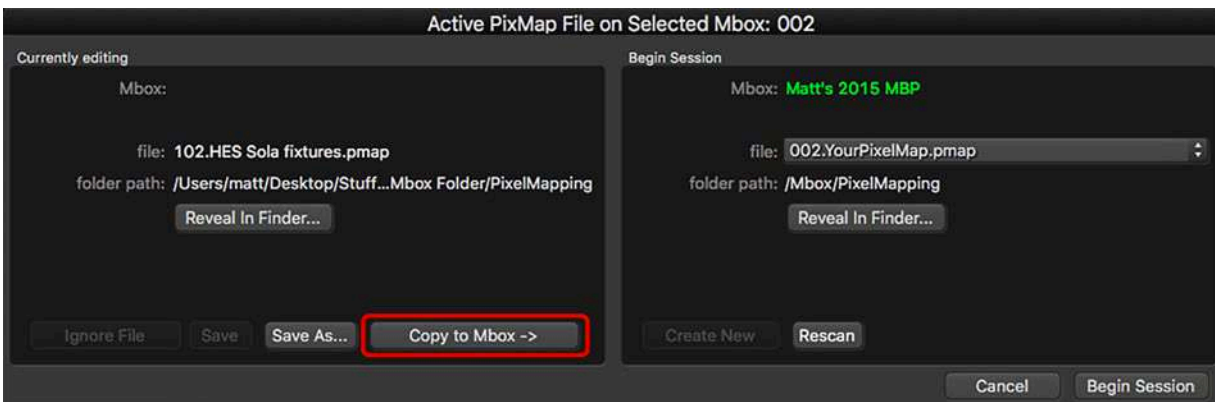 Active PixMap File on Selected Mbox: 002
Currently editing
Mbox:
file: 102.HES Sola fixtures.pmap
folder path: /Users/matt/Desktop/Stuff...Mbox Folder/PixelMapping
Reveal In Finder...
Ignore File Save Save As... Copy to Mbox ->
Begin Session
Mbox: Matt's 2015 MBP
file: 002.YourPixelMap.pmap
folder path: /Mbox/PixelMapping
Reveal In Finder...
Create New Rescan
Cancel Begin Session